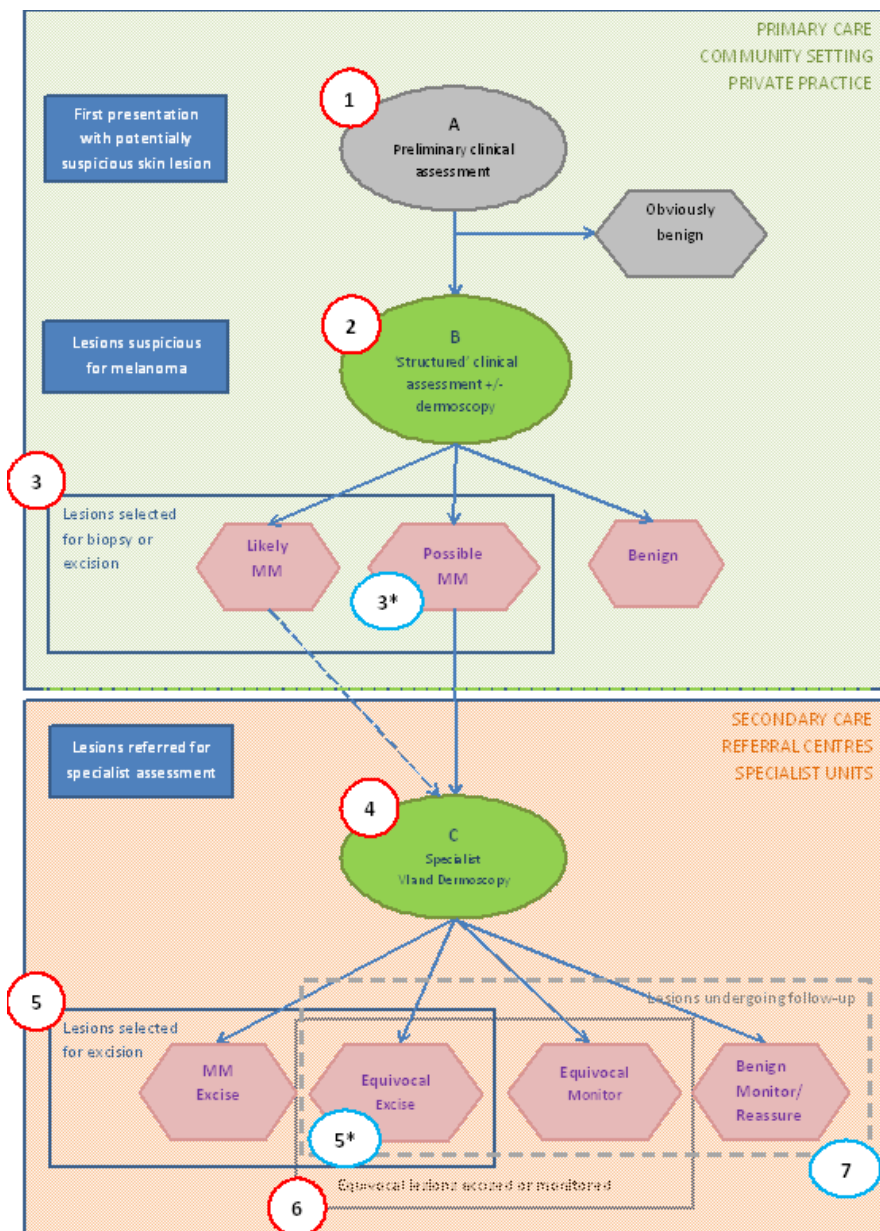 PRIMARY CARE
COMMUNITY SETTING
PRIVATE PRACTICE
1
First presentation
with potentially
suspicious skin lesion
A
Preliminary clinical
assessment
Obviously
benign
2
Lesions suspicious
for melanoma
B
'Structured' clinical
assessment +/-
dermoscopy
3
Lesions selected
for biopsy or
excision
Likely
MM
Possible
MM
Benign
3*
Lesions referred for
specialist assessment
SECONDARY CARE
REFERRAL CENTRES
SPECIALIST UNITS
4
C
Specialist
VI and Dermoscopy
5
Lesions undergoing follow-up
Lesions selected
for excision
MM
Excise
Equivocal
Excise
Equivocal
Monitor
Benign
Monitor/
Reassure
5*
7
Equivocal lesions excised or monitored
6